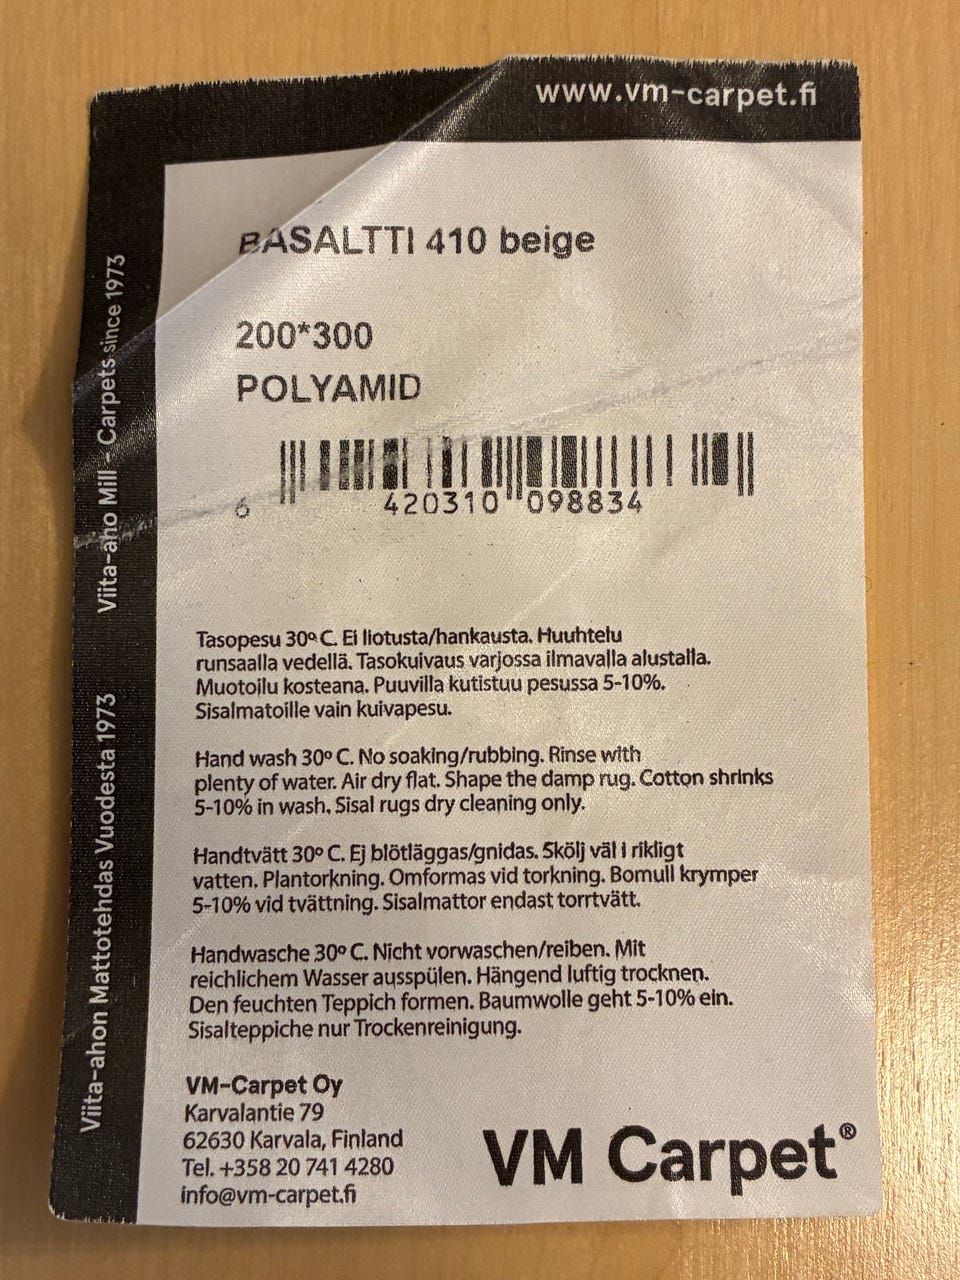 www.vm-carpet.fi
BASALTTI 410 beige
200*300
POLYAMID
6 420310 098834
Tasopesu 30º C. Ei liotusta/hankausta. Huuhtelu
runsaalla vedellä. Tasokuivaus varjossa ilmavalla alustalla.
Muotoilu kosteana. Puuvilla kutistuu pesussa 5-10%.
Sisalmatoille vain kuivapesu.
Hand wash 30º C. No soaking/rubbing. Rinse with
plenty of water. Air dry flat. Shape the damp rug. Cotton shrinks
5-10% in wash. Sisal rugs dry cleaning only.
Handtvätt 30º C. Ej blötläggas/gnidas. Skölj väl i rikligt
vatten. Plantorkning. Omformas vid torkning. Bomull krymper
5-10% vid tvättning. Sisalmattor endast torrtvätt.
Handwasche 30º C. Nicht vorwaschen/reiben. Mit
reichlichem Wasser ausspülen. Hängend luftig trocknen.
Den feuchten Teppich formen. Baumwolle geht 5-10% ein.
Sisalteppiche nur Trockenreinigung.
VM-Carpet Oy
Karvalantie 79
62630 Karvala, Finland
Tel. +358 20 741 4280
info@vm-carpet.fi
VM Carpet®
Viita-ahon Mattotehdas Vuodesta 1973
Viita-aho Mill - Carpets since 1973